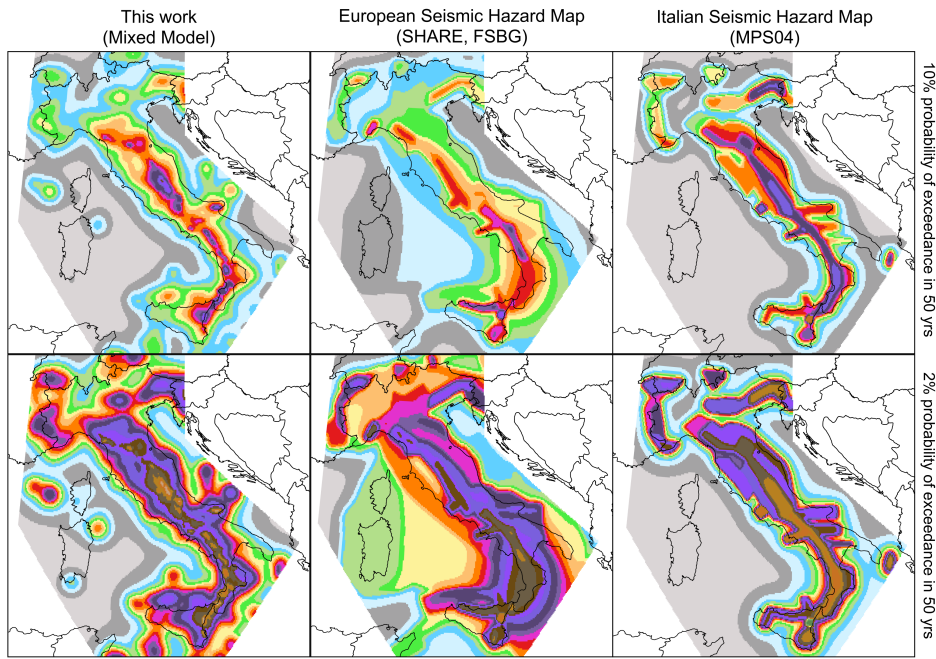 This work
(Mixed Model)
European Seismic Hazard Map
(SHARE, FSBG)
Italian Seismic Hazard Map
(MPS04)
10% probability of exceedance in 50 yrs
2% probability of exceedance in 50 yrs